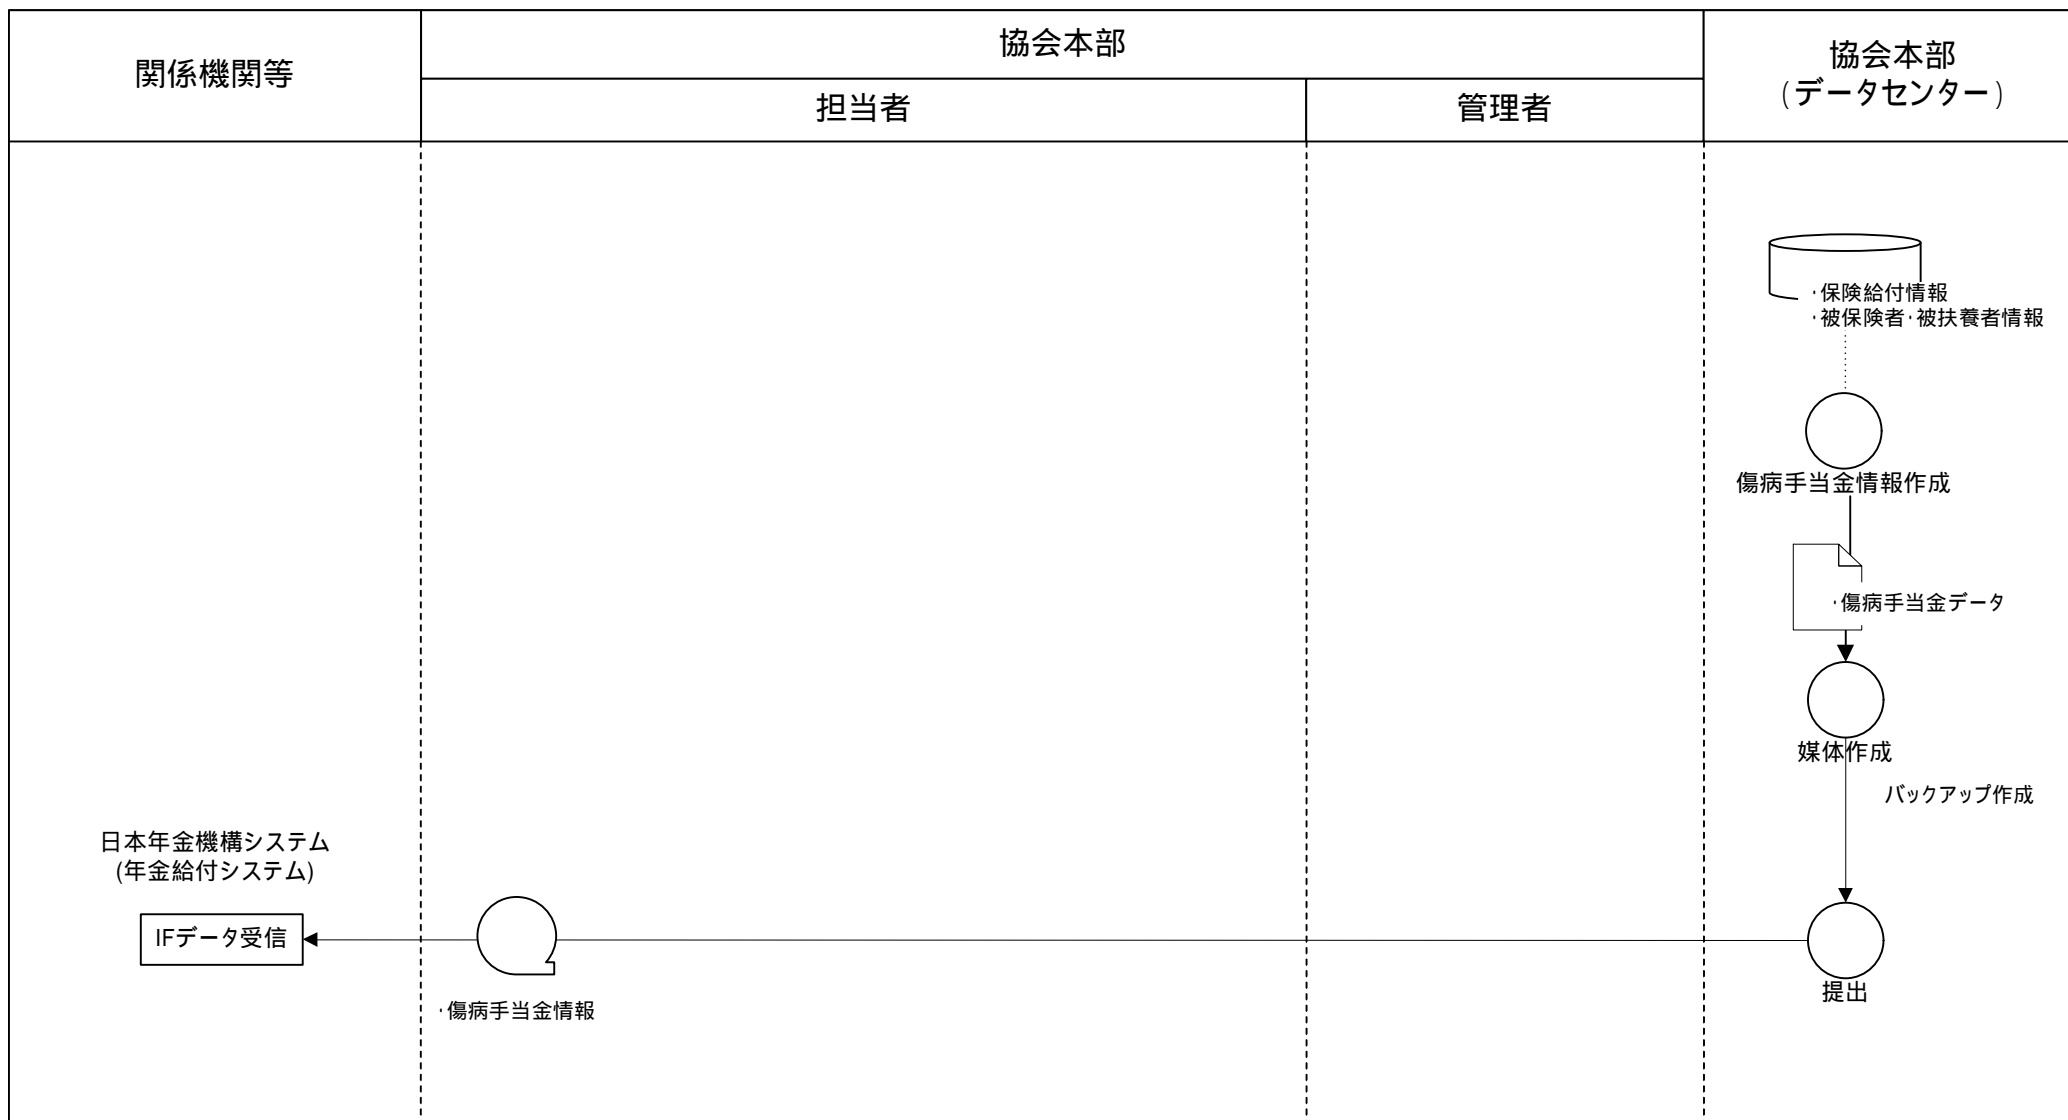 関係機関等
協会本部
担当者
管理者
協会本部
(データセンター)
・保険給付情報
・被保険者・被扶養者情報
傷病手当金情報作成
・傷病手当金データ
媒体作成
バックアップ作成
日本年金機構システム
(年金給付システム)
IFデータ受信
・傷病手当金情報
提出